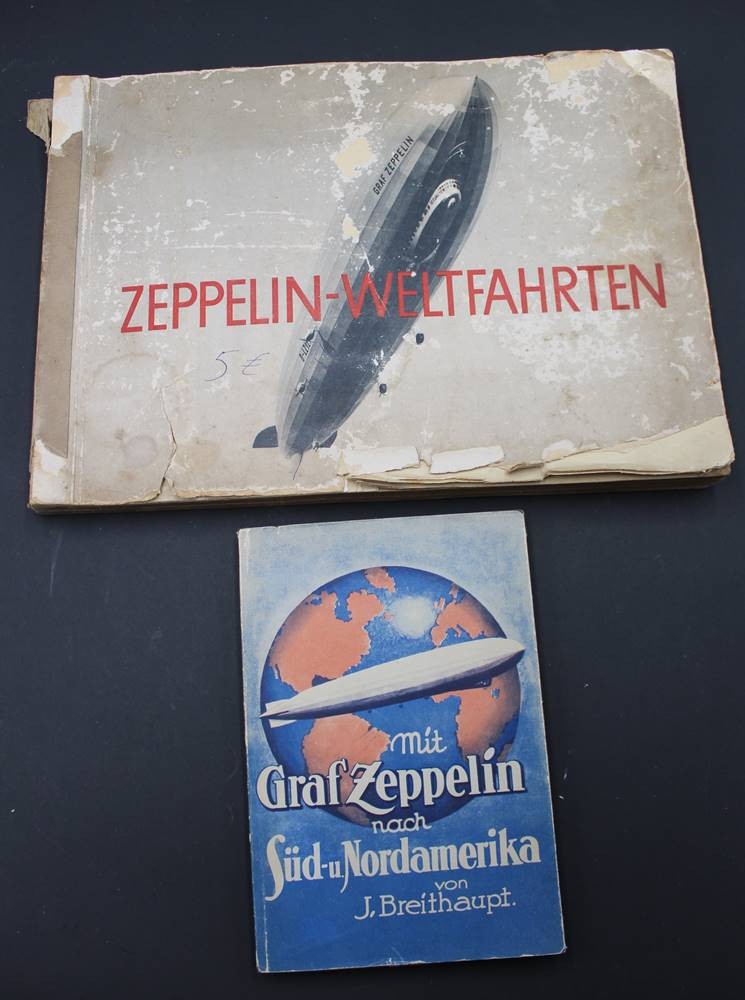 GRAF ZEPPELIN
ZEPPELIN-WELTFAHRTEN
5 €
Mit
Graf Zeppelin
nach
Süd-u. Nordamerika
von
J. Breithaupt.